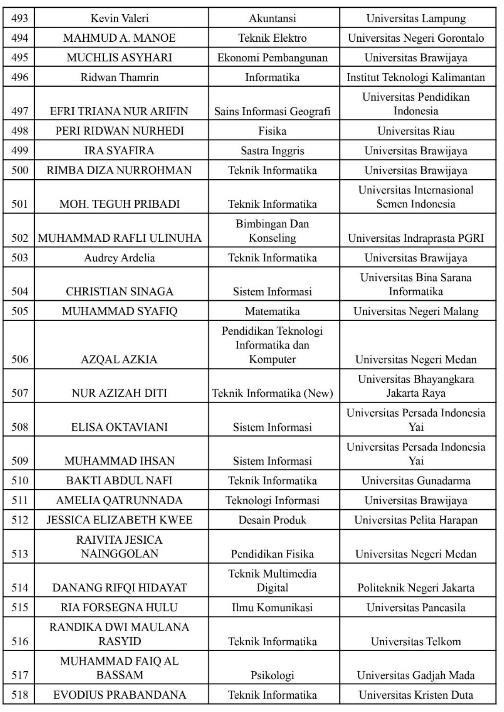 493 Kevin Valeri Akuntansi Universitas Lampung
494 MAHMUD A. MANOE Teknik Elektro Universitas Negeri Gorontalo
495 MUCHLIS ASYHARI Ekonomi Pembangunan Universitas Brawijaya
496 Ridwan Thamrin Informatika Institut Teknologi Kalimantan
Universitas Pendidikan
497 EFRI TRIANA NUR ARIFIN Sains Informasi Geografi Indonesia
498 PERI RIDWAN NURHEDI Fisika Universitas Riau
499 IRA SYAFIRA Sastra Inggris Universitas Brawijaya
500 RIMBA DIZA NURROHMAN Teknik Informatika Universitas Brawijaya
Universitas Internasional
501 MOH. TEGUH PRIBADI Teknik Informatika Semen Indonesia
Bimbingan Dan
502 MUHAMMAD RAFLI ULINUHA Konseling Universitas Indraprasta PGRI
503 Audrey Ardelia Teknik Informatika Universitas Brawijaya
Universitas Bina Sarana
504 CHRISTIAN SINAGA Sistem Informasi Informatika
505 MUHAMMAD SYAFIQ Matematika Universitas Negeri Malang
Pendidikan Teknologi
Informatika dan
506 AZQAL AZKIA Komputer Universitas Negeri Medan
Universitas Bhayangkara
507 NUR AZIZAH DITI Teknik Informatika (New) Jakarta Raya
Universitas Persada Indonesia
508 ELISA OKTAVIANI Sistem Informasi Yai
Universitas Persada Indonesia
509 MUHAMMAD IHSAN Sistem Informasi Yai
510 BAKTI ABDUL NAFI Teknik Informatika Universitas Gunadarma
511 AMELIA QATRUNNADA Teknologi Informasi Universitas Brawijaya
512 JESSICA ELIZABETH KWEE Desain Produk Universitas Pelita Harapan
RAIVITA JESICA
513 NAINGGOLAN Pendidikan Fisika Universitas Negeri Medan
Teknik Multimedia
514 DANANG RIFQI HIDAYAT Digital Politeknik Negeri Jakarta
515 RIA FORSEGNA HULU Ilmu Komunikasi Universitas Pancasila
RANDIKA DWI MAULANA
516 RASYID Teknik Informatika Universitas Telkom
MUHAMMAD FAIQ AL
517 BASSAM Psikologi Universitas Gadjah Mada
518 EVODIUS PRABANDANA Teknik Informatika Universitas Kristen Duta